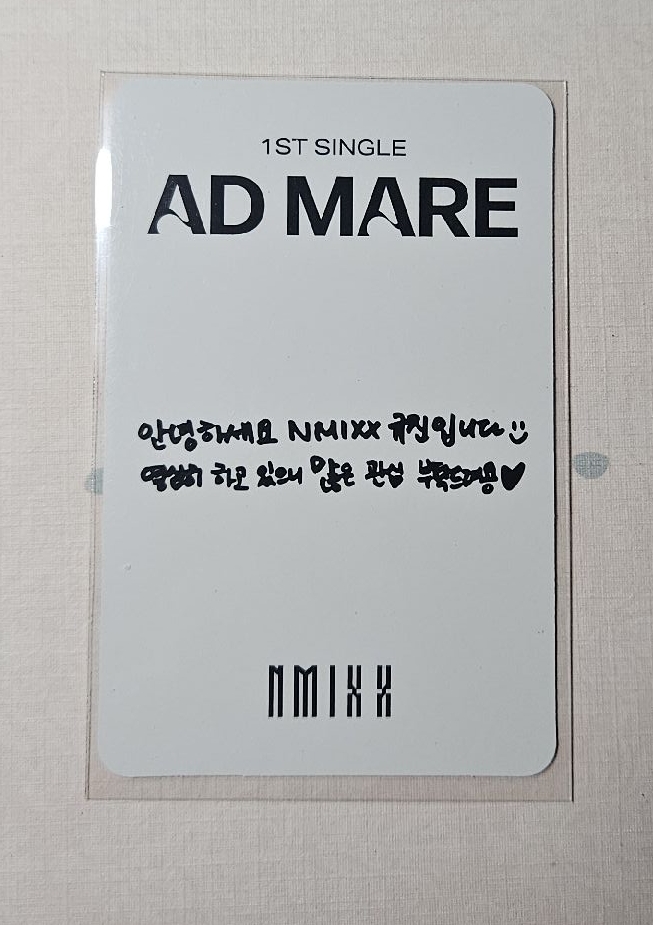 1ST SINGLE
AD MARE
안녕하세요 NMIXX 규진입니다 :)
열심히 하고 있으니 많은 관심 부탁드려용♥
NMIXX